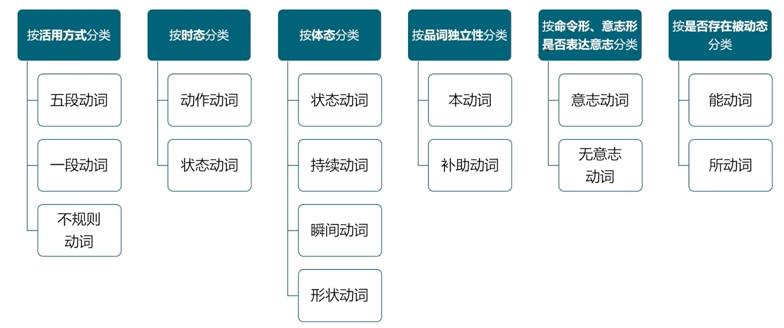 按活用方式分类
五段动词
一段动词
不规则
动词
按时态分类
动作动词
状态动词
按体态分类
状态动词
持续动词
瞬间动词
形状动词
按品词独立性分类
本动词
补助动词
按命令形、意志形
是否表达意志分类
意志动词
无意志
动词
按是否存在被动态
分类
能动词
所动词